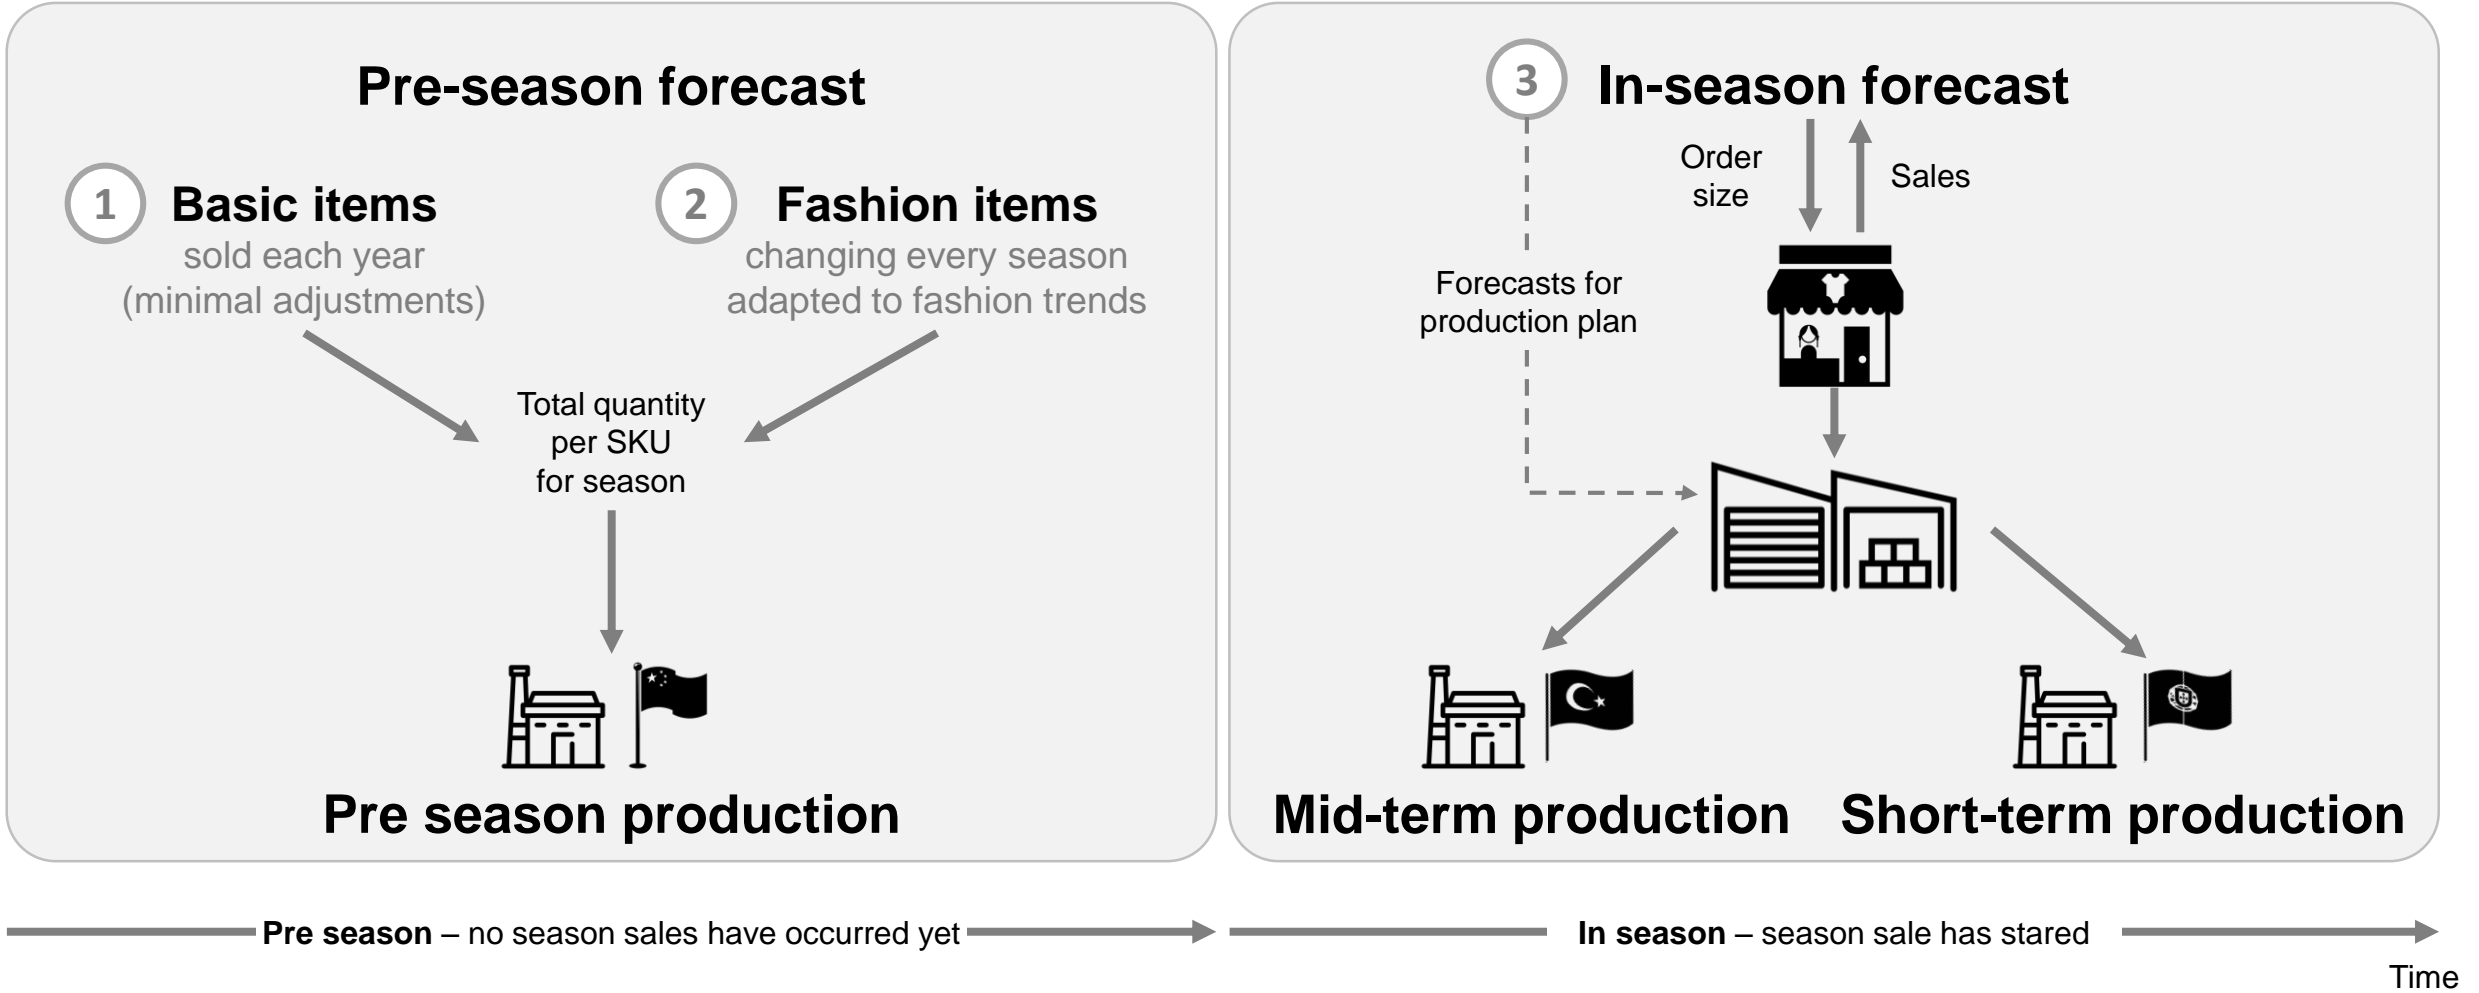 Pre-season forecast
1 Basic items
sold each year
(minimal adjustments)
2 Fashion items
changing every season
adapted to fashion trends
Total quantity
per SKU
for season
Pre season production
3 In-season forecast
Order
size
Sales
Forecasts for
production plan
Mid-term production
Short-term production
Pre season – no season sales have occurred yet
In season – season sale has stared
Time